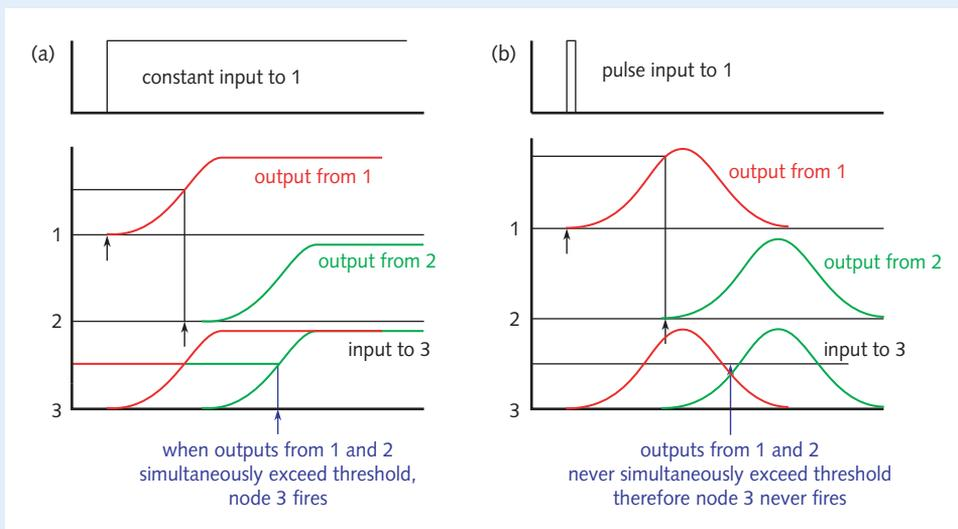 (a)
constant input to 1
output from 1
1
output from 2
2
input to 3
3
when outputs from 1 and 2
simultaneously exceed threshold,
node 3 fires
(b)
pulse input to 1
output from 1
1
output from 2
2
input to 3
3
outputs from 1 and 2
never simultaneously exceed threshold
therefore node 3 never fires